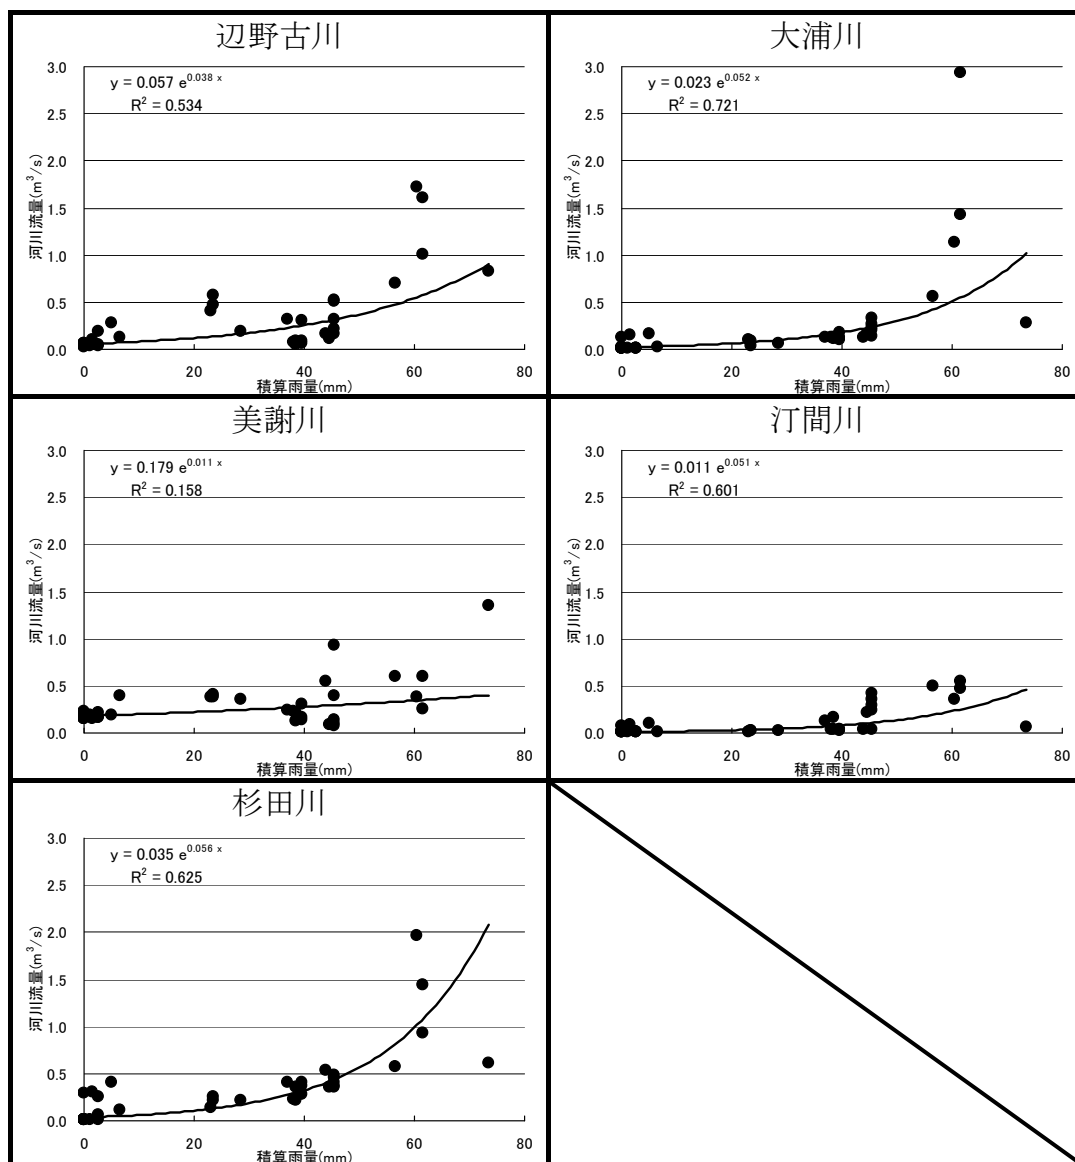 辺野古川
y = 0.057 e^0.038 x
R² = 0.534
河川流量(m³/s)
3.0
2.5
2.0
1.5
1.0
0.5
0.0
0 20 40 60 80
積算雨量(mm)
大浦川
y = 0.023 e^0.052 x
R² = 0.721
河川流量(m³/s)
3.0
2.5
2.0
1.5
1.0
0.5
0.0
0 20 40 60 80
積算雨量(mm)
美謝川
y = 0.179 e^0.011 x
R² = 0.158
河川流量(m³/s)
3.0
2.5
2.0
1.5
1.0
0.5
0.0
0 20 40 60 80
積算雨量(mm)
汀間川
y = 0.011 e^0.051 x
R² = 0.601
河川流量(m³/s)
3.0
2.5
2.0
1.5
1.0
0.5
0.0
0 20 40 60 80
積算雨量(mm)
杉田川
y = 0.035 e^0.056 x
R² = 0.625
河川流量(m³/s)
3.0
2.5
2.0
1.5
1.0
0.5
0.0
0 20 40 60 80
積算雨量(mm)